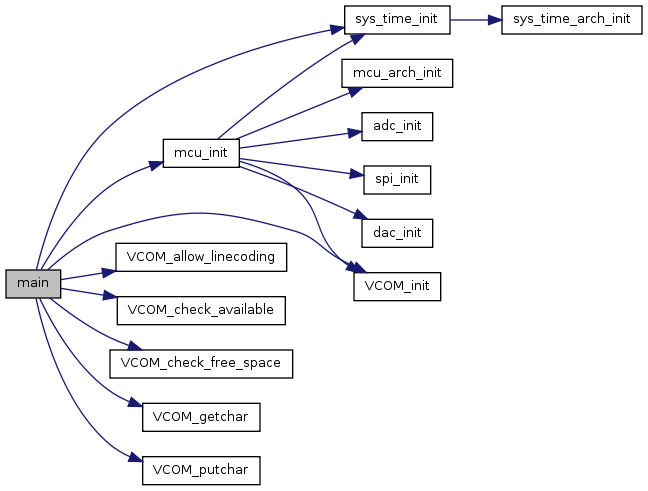 sys_time_init
sys_time_arch_init
mcu_arch_init
adc_init
mcu_init
spi_init
dac_init
VCOM_allow_linecoding
main
VCOM_init
VCOM_check_available
VCOM_check_free_space
VCOM_getchar
VCOM_putchar